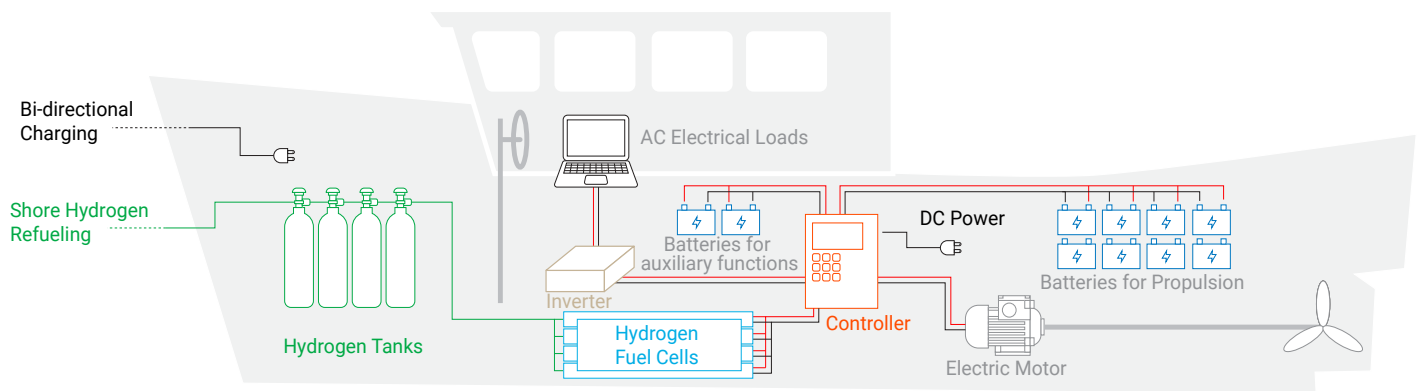 Bi-directional
Charging
AC Electrical Loads
Shore Hydrogen
Refueling
DC Power
Batteries for
auxiliary functions
Batteries for Propulsion
Inverter
Controller
Hydrogen
Fuel Cells
Hydrogen Tanks
Electric Motor